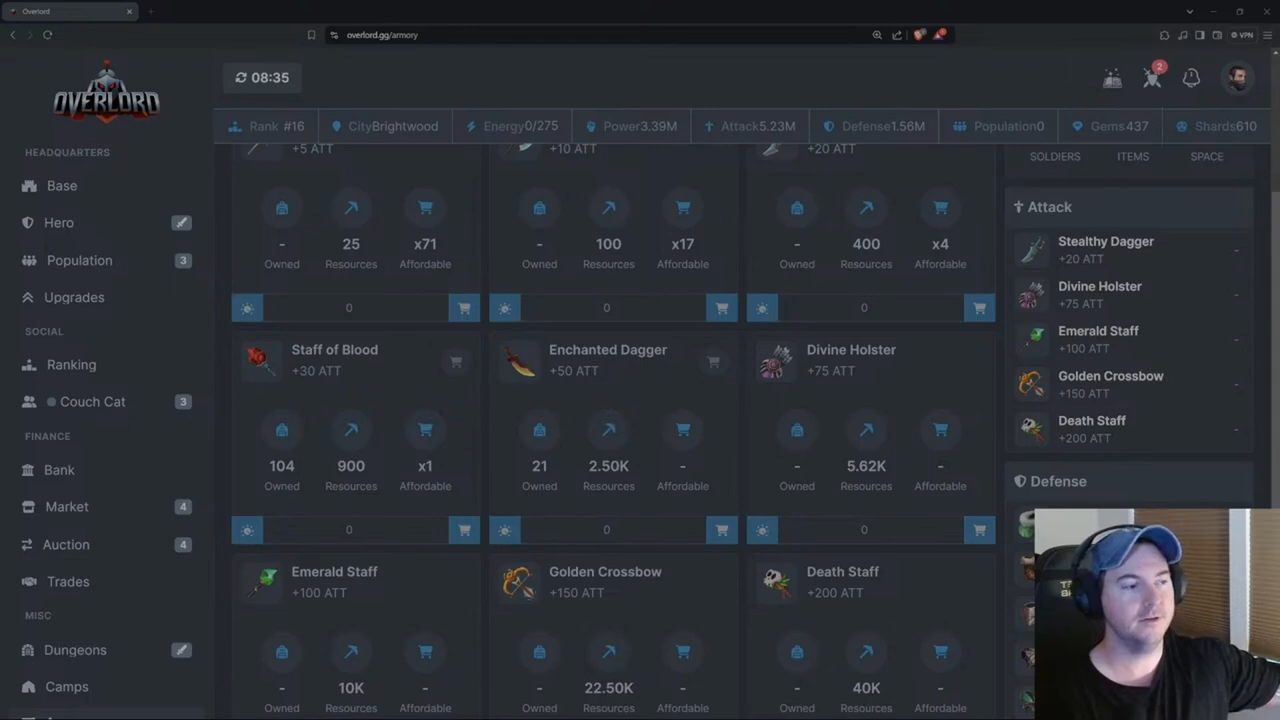 Overlord
overlord.gg/armory
VPN
OVERLORD
08:35
2
Rank #16
CityBrightwood
Energy0/275
Power3.39M
Attack5.23M
Defense1.56M
Population0
Gems437
Shards610
HEADQUARTERS
Base
Hero
Population 3
Upgrades
SOCIAL
Ranking
Couch Cat 3
FINANCE
Bank
Market 4
Auction 4
Trades
MISC
Dungeons
Camps
+5 ATT
- 25 x71
Owned Resources Affordable
0
+10 ATT
- 100 x17
Owned Resources Affordable
0
+20 ATT
- 400 x4
Owned Resources Affordable
0
Staff of Blood
+30 ATT
104 900 x1
Owned Resources Affordable
0
Enchanted Dagger
+50 ATT
21 2.50K -
Owned Resources Affordable
0
Divine Holster
+75 ATT
- 5.62K -
Owned Resources Affordable
0
Emerald Staff
+100 ATT
- 10K -
Owned Resources Affordable
Golden Crossbow
+150 ATT
- 22.50K -
Owned Resources Affordable
Death Staff
+200 ATT
- 40K -
Owned Resources Affordable
SOLDIERS ITEMS SPACE
Attack
Stealthy Dagger -
+20 ATT
Divine Holster -
+75 ATT
Emerald Staff -
+100 ATT
Golden Crossbow -
+150 ATT
Death Staff -
+200 ATT
Defense